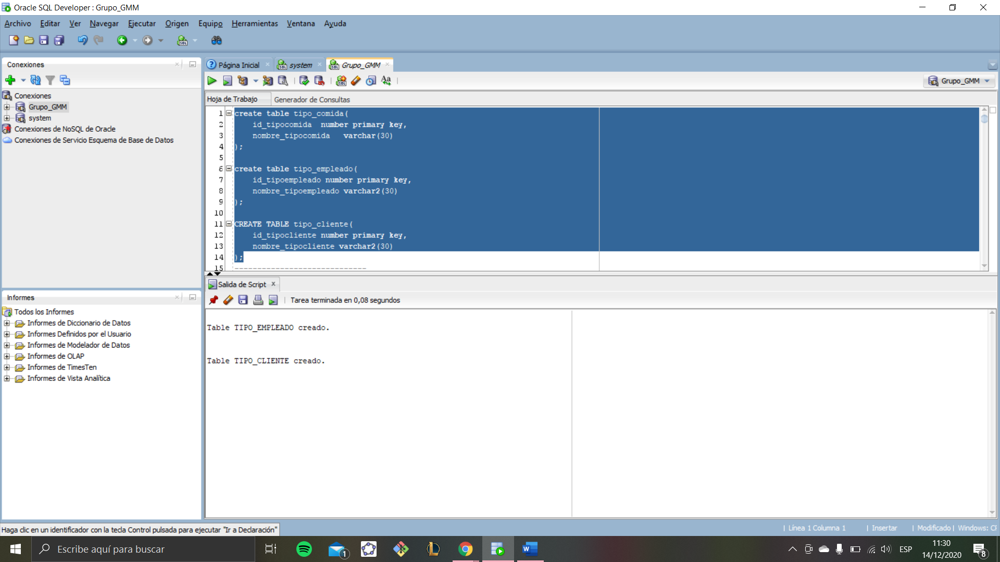 Oracle SQL Developer : Grupo_GMM
Archivo Editar Ver Navegar Ejecutar Origen Equipo Herramientas Ventana Ayuda
Conexiones
Conexiones
Grupo_GMM
system
Conexiones de NoSQL de Oracle
Conexiones de Servicio Esquema de Base de Datos
Informes
Todos los Informes
Informes de Diccionario de Datos
Informes Definidos por el Usuario
Informes de Modelador de Datos
Informes de OLAP
Informes de TimesTen
Informes de Vista Analítica
Página Inicial system Grupo_GMM
Grupo_GMM
Hoja de Trabajo Generador de Consultas
1 create table tipo_comida(
2 id_tipocomida number primary key,
3 nombre_tipocomida varchar(30)
4 );
5
6 create table tipo_empleado(
7 id_tipoempleado number primary key,
8 nombre_tipoempleado varchar2(30)
9 );
10
11 CREATE TABLE tipo_cliente(
12 id_tipocliente number primary key,
13 nombre_tipocliente varchar2(30)
14 );
15 -----------------------------
Salida de Script
Tarea terminada en 0,08 segundos
Table TIPO_EMPLEADO creado.
Table TIPO_CLIENTE creado.
Haga clic en un identificador con la tecla Control pulsada para ejecutar "Ir a Declaración"
| Línea 1 Columna 1 | Insertar | Modificado | Windows: CF
Escribe aquí para buscar
1
ESP
11:30
14/12/2020
8